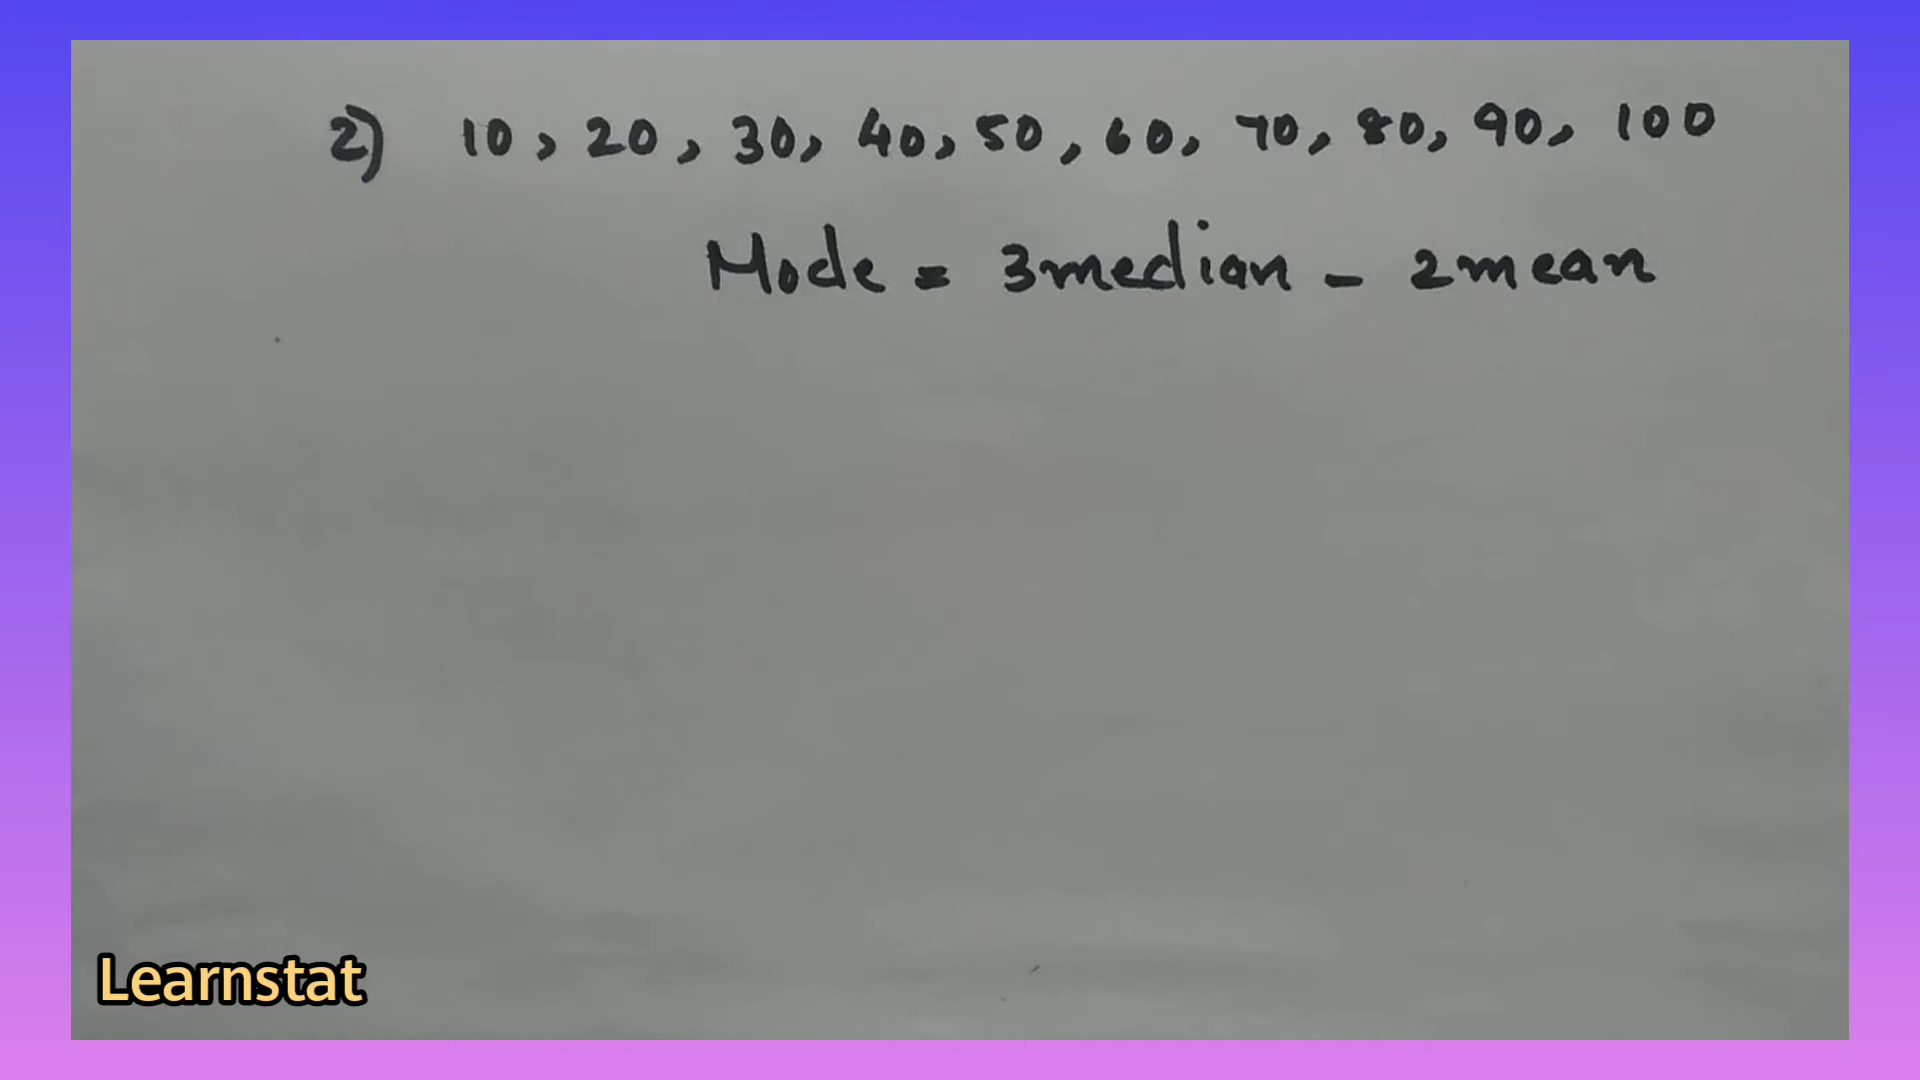 2) 10, 20, 30, 40, 50, 60, 70, 80, 90, 100
Mode = 3median - 2mean
Learnstat